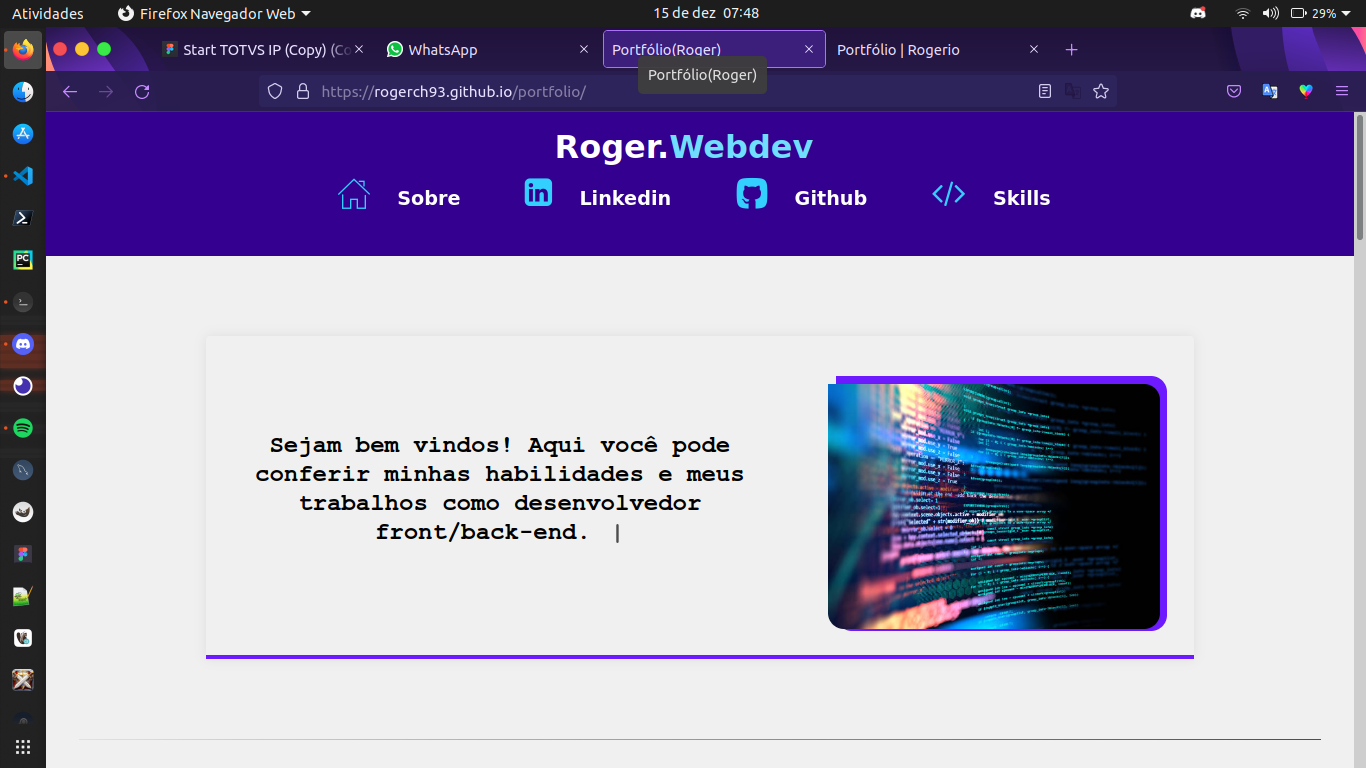 Atividades
Firefox Navegador Web
15 de dez 07:48
29%
Start TOTVS IP (Copy) (Co
WhatsApp
Portfólio(Roger)
Portfólio | Rogerio
Portfólio(Roger)
https://rogerch93.github.io/portfolio/
Roger.Webdev
Sobre
Linkedin
Github
Skills
Sejam bem vindos! Aqui você pode
conferir minhas habilidades e meus
trabalhos como desenvolvedor
front/back-end. |